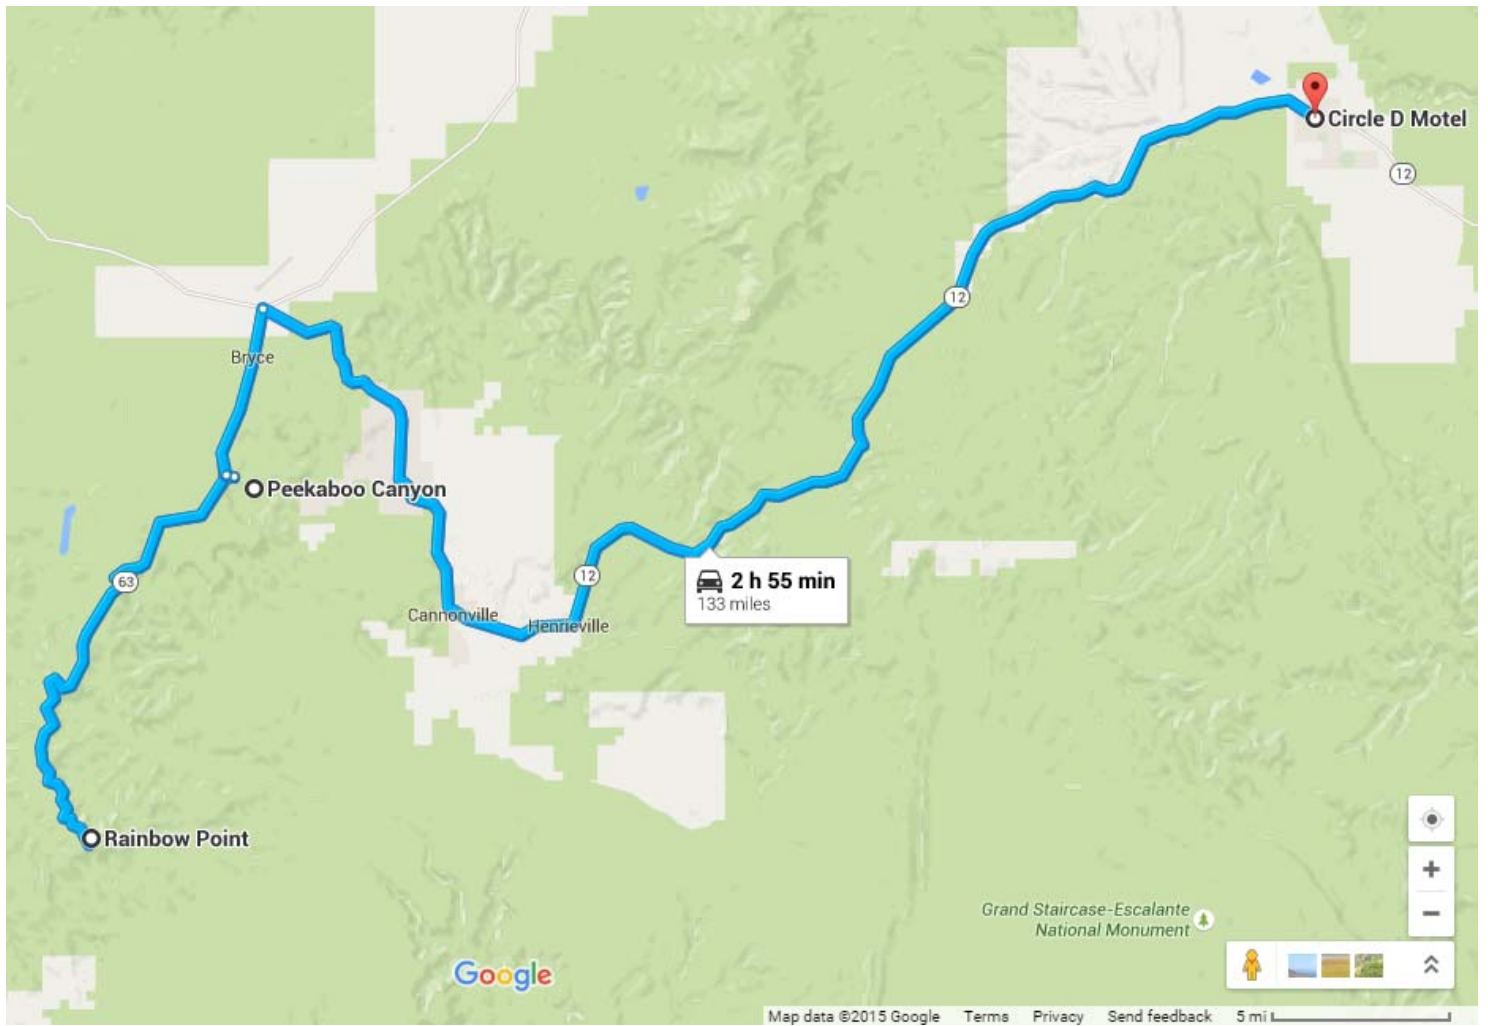 Circle D Motel
12
12
Bryce
Peekaboo Canyon
63
12
2 h 55 min
133 miles
Cannonville
Henrieville
Rainbow Point
Grand Staircase-Escalante
National Monument
Google
Map data ©2015 Google Terms Privacy Send feedback 5 mi